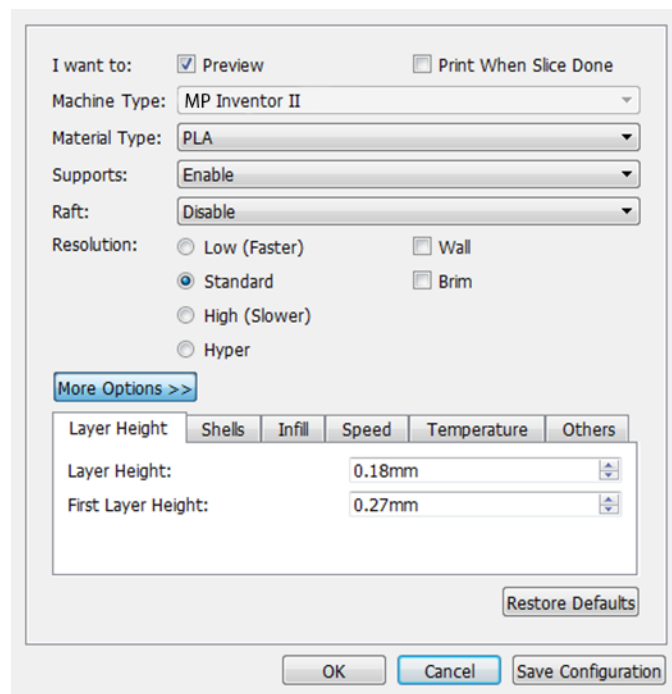 I want to: Preview Print When Slice Done
Machine Type: MP Inventor II
Material Type: PLA
Supports: Enable
Raft: Disable
Resolution: Low (Faster) Wall
Standard Brim
High (Slower)
Hyper
More Options >>
Layer Height Shells Infill Speed Temperature Others
Layer Height: 0.18mm
First Layer Height: 0.27mm
Restore Defaults
OK Cancel Save Configuration